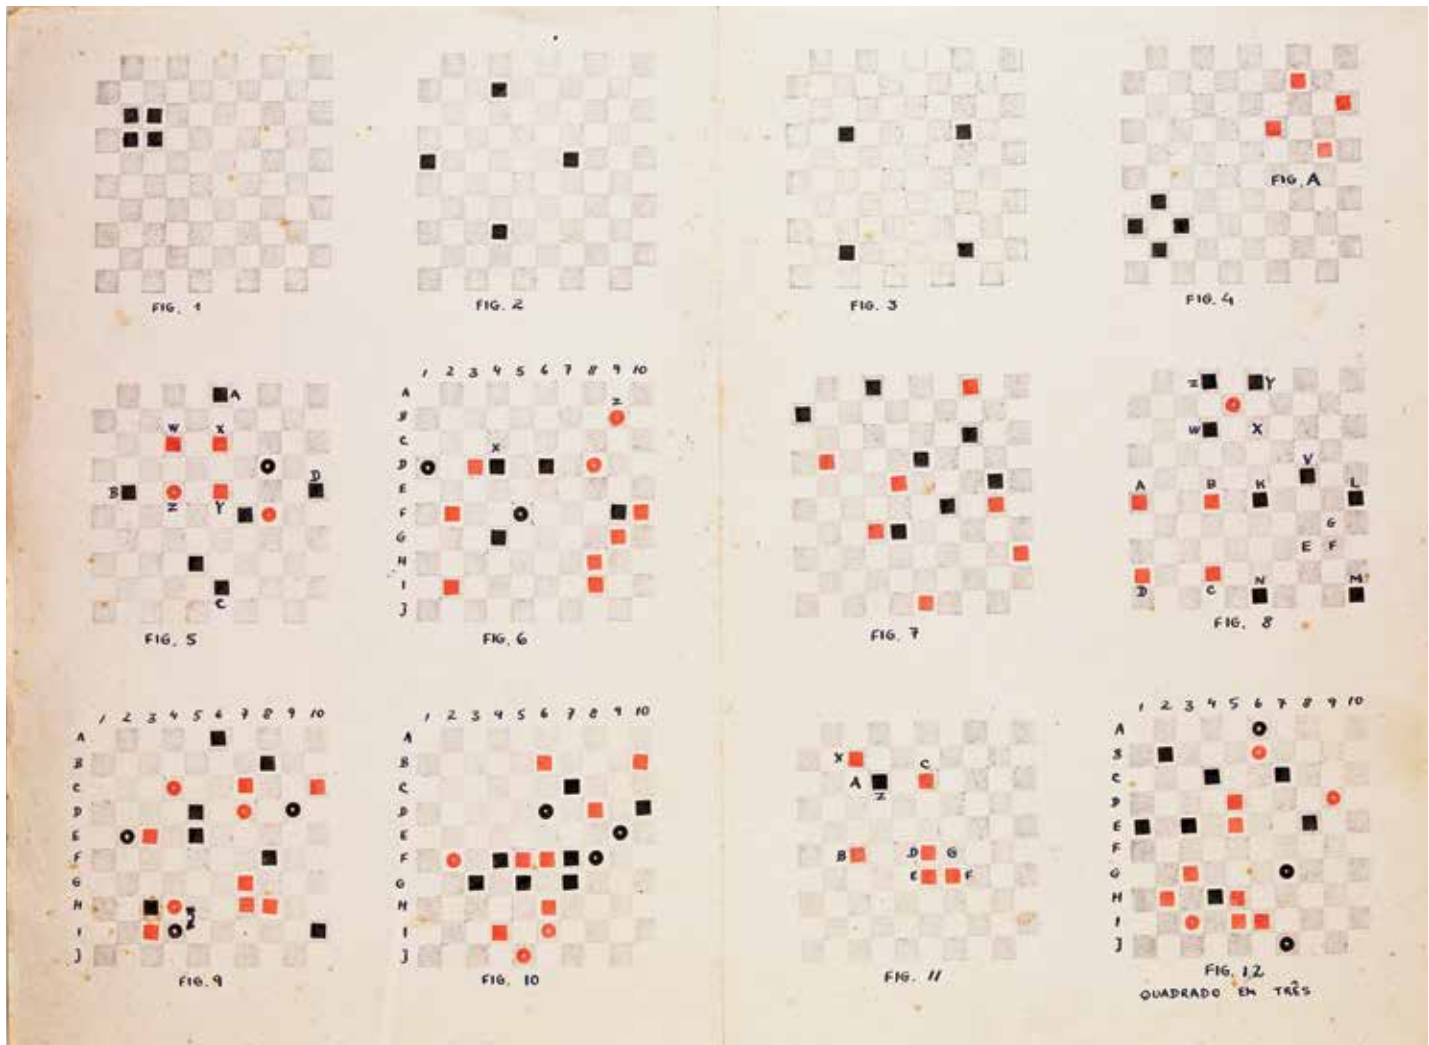 FIG. A
FIG. 1
FIG. 2
FIG. 3
FIG. 4
A
W X
B D
Z Y
C
FIG. 5
1 2 3 4 5 6 7 8 9 10
A
Z
B
C
X
D
E
F
G
H
I
J
FIG. 6
FIG. 7
Z Y
W X
V
A B K L
G
E F
D C N M
FIG. 8
1 2 3 4 5 6 7 8 9 10
A
B
C
D
E
F
G
H
I
J
FIG. 9
1 2 3 4 5 6 7 8 9 10
A
B
C
D
E
F
G
H
I
J
FIG. 10
X C
A
Z
B D G
E F
FIG. 11
1 2 3 4 5 6 7 8 9 10
A
B
C
D
E
F
G
H
I
J
FIG. 12
QUADRADO EM TRÊS